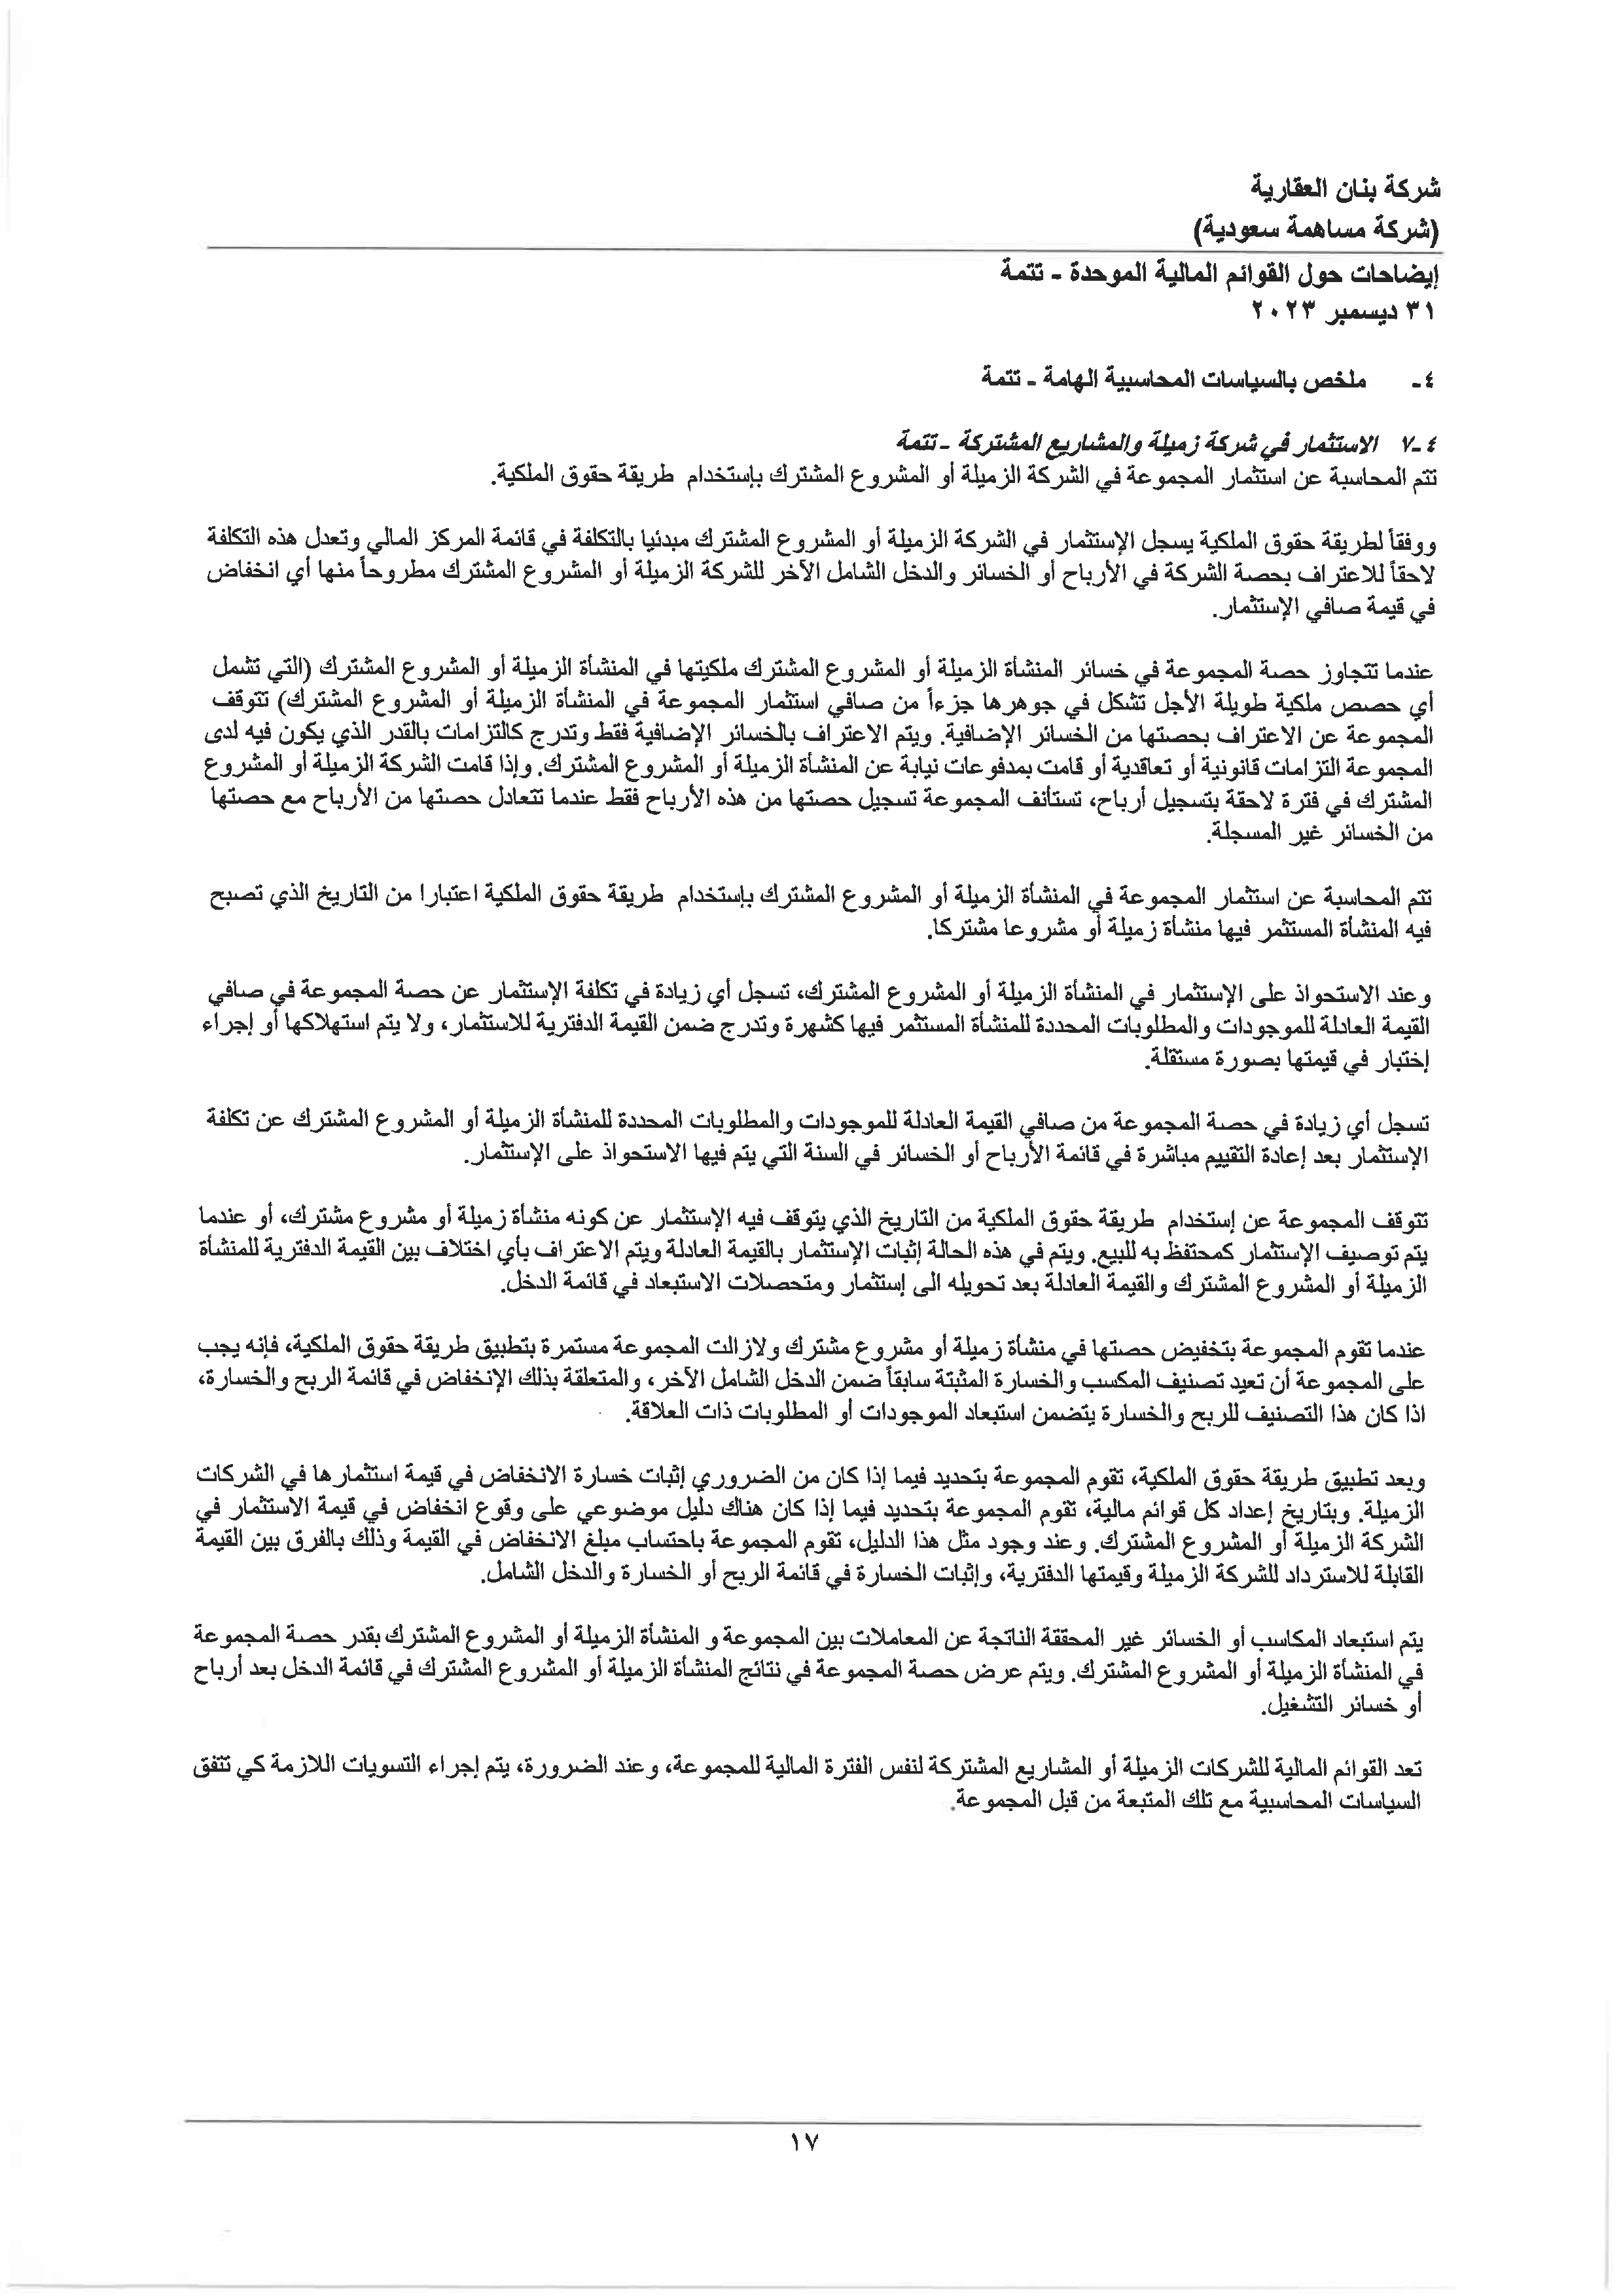 شركة بنان العقارية
(شركة مساهمة سعودية)
إيضاحات حول القوائم المالية الموحدة - تتمة
٣١ ديسمبر ٢٠٢٣
٤- ملخص بالسياسات المحاسبية الهامة - تتمة
٤-٧ الاستثمار في شركة زميلة والمشاريع المشتركة - تتمة
تتم المحاسبة عن استثمار المجموعة في الشركة الزميلة أو المشروع المشترك بإستخدام طريقة حقوق الملكية.
ووفقاً لطريقة حقوق الملكية يسجل الإستثمار في الشركة الزميلة أو المشروع المشترك مبدئيا بالتكلفة في قائمة المركز المالي وتعدل هذه التكلفة
لاحقاً للاعتراف بحصة الشركة في الأرباح أو الخسائر والدخل الشامل الآخر للشركة الزميلة أو المشروع المشترك مطروحاً منها أي انخفاض
في قيمة صافي الإستثمار.
عندما تتجاوز حصة المجموعة في خسائر المنشأة الزميلة أو المشروع المشترك ملكيتها في المنشأة الزميلة أو المشروع المشترك (التي تشمل
أي حصص ملكية طويلة الأجل تشكل في جوهرها جزءاً من صافي استثمار المجموعة في المنشأة الزميلة أو المشروع المشترك) تتوقف
المجموعة عن الاعتراف بحصتها من الخسائر الإضافية. ويتم الاعتراف بالخسائر الإضافية فقط وتدرج كالتزامات بالقدر الذي يكون فيه لدى
المجموعة التزامات قانونية أو تعاقدية أو قامت بمدفوعات نيابة عن المنشأة الزميلة أو المشروع المشترك. وإذا قامت الشركة الزميلة أو المشروع
المشترك في فترة لاحقة بتسجيل أرباح، تستأنف المجموعة تسجيل حصتها من هذه الأرباح فقط عندما تتعادل حصتها من الأرباح مع حصتها
من الخسائر غير المسجلة.
تتم المحاسبة عن استثمار المجموعة في المنشأة الزميلة أو المشروع المشترك بإستخدام طريقة حقوق الملكية اعتبارا من التاريخ الذي تصبح
فيه المنشأة المستثمر فيها منشأة زميلة أو مشروعا مشتركا.
وعند الاستحواذ على الإستثمار في المنشأة الزميلة أو المشروع المشترك، تسجل أي زيادة في تكلفة الإستثمار عن حصة المجموعة في صافي
القيمة العادلة للموجودات والمطلوبات المحددة للمنشأة المستثمر فيها كشهرة وتدرج ضمن القيمة الدفترية للاستثمار، ولا يتم استهلاكها أو إجراء
إختبار في قيمتها بصورة مستقلة.
تسجل أي زيادة في حصة المجموعة من صافي القيمة العادلة للموجودات والمطلوبات المحددة للمنشأة الزميلة أو المشروع المشترك عن تكلفة
الإستثمار بعد إعادة التقييم مباشرة في قائمة الأرباح أو الخسائر في السنة التي يتم فيها الاستحواذ على الإستثمار.
تتوقف المجموعة عن إستخدام طريقة حقوق الملكية من التاريخ الذي يتوقف فيه الإستثمار عن كونه منشأة زميلة أو مشروع مشترك، أو عندما
يتم توصيف الإستثمار كمحتفظ به للبيع. ويتم في هذه الحالة إثبات الإستثمار بالقيمة العادلة ويتم الاعتراف بأي اختلاف بين القيمة الدفترية للمنشأة
الزميلة أو المشروع المشترك والقيمة العادلة بعد تحويله الى إستثمار ومتحصلات الاستبعاد في قائمة الدخل.
عندما تقوم المجموعة بتخفيض حصتها في منشأة زميلة أو مشروع مشترك ولازالت المجموعة مستمرة بتطبيق طريقة حقوق الملكية، فإنه يجب
على المجموعة أن تعيد تصنيف المكسب والخسارة المثبتة سابقاً ضمن الدخل الشامل الآخر، والمتعلقة بذلك الإنخفاض في قائمة الربح والخسارة،
اذا كان هذا التصنيف للربح والخسارة يتضمن استبعاد الموجودات أو المطلوبات ذات العلاقة.
وبعد تطبيق طريقة حقوق الملكية، تقوم المجموعة بتحديد فيما إذا كان من الضروري إثبات خسارة الانخفاض في قيمة استثمارها في الشركات
الزميلة. وبتاريخ إعداد كل قوائم مالية، تقوم المجموعة بتحديد فيما إذا كان هناك دليل موضوعي على وقوع انخفاض في قيمة الاستثمار في
الشركة الزميلة أو المشروع المشترك. وعند وجود مثل هذا الدليل، تقوم المجموعة باحتساب مبلغ الانخفاض في القيمة وذلك بالفرق بين القيمة
القابلة للاسترداد للشركة الزميلة وقيمتها الدفترية، وإثبات الخسارة في قائمة الربح أو الخسارة والدخل الشامل.
يتم استبعاد المكاسب أو الخسائر غير المحققة الناتجة عن المعاملات بين المجموعة و المنشأة الزميلة أو المشروع المشترك بقدر حصة المجموعة
في المنشأة الزميلة أو المشروع المشترك. ويتم عرض حصة المجموعة في نتائج المنشأة الزميلة أو المشروع المشترك في قائمة الدخل بعد أرباح
أو خسائر التشغيل.
تعد القوائم المالية للشركات الزميلة أو المشاريع المشتركة لنفس الفترة المالية للمجموعة، وعند الضرورة، يتم إجراء التسويات اللازمة كي تتفق
السياسات المحاسبية مع تلك المتبعة من قبل المجموعة.
١٧